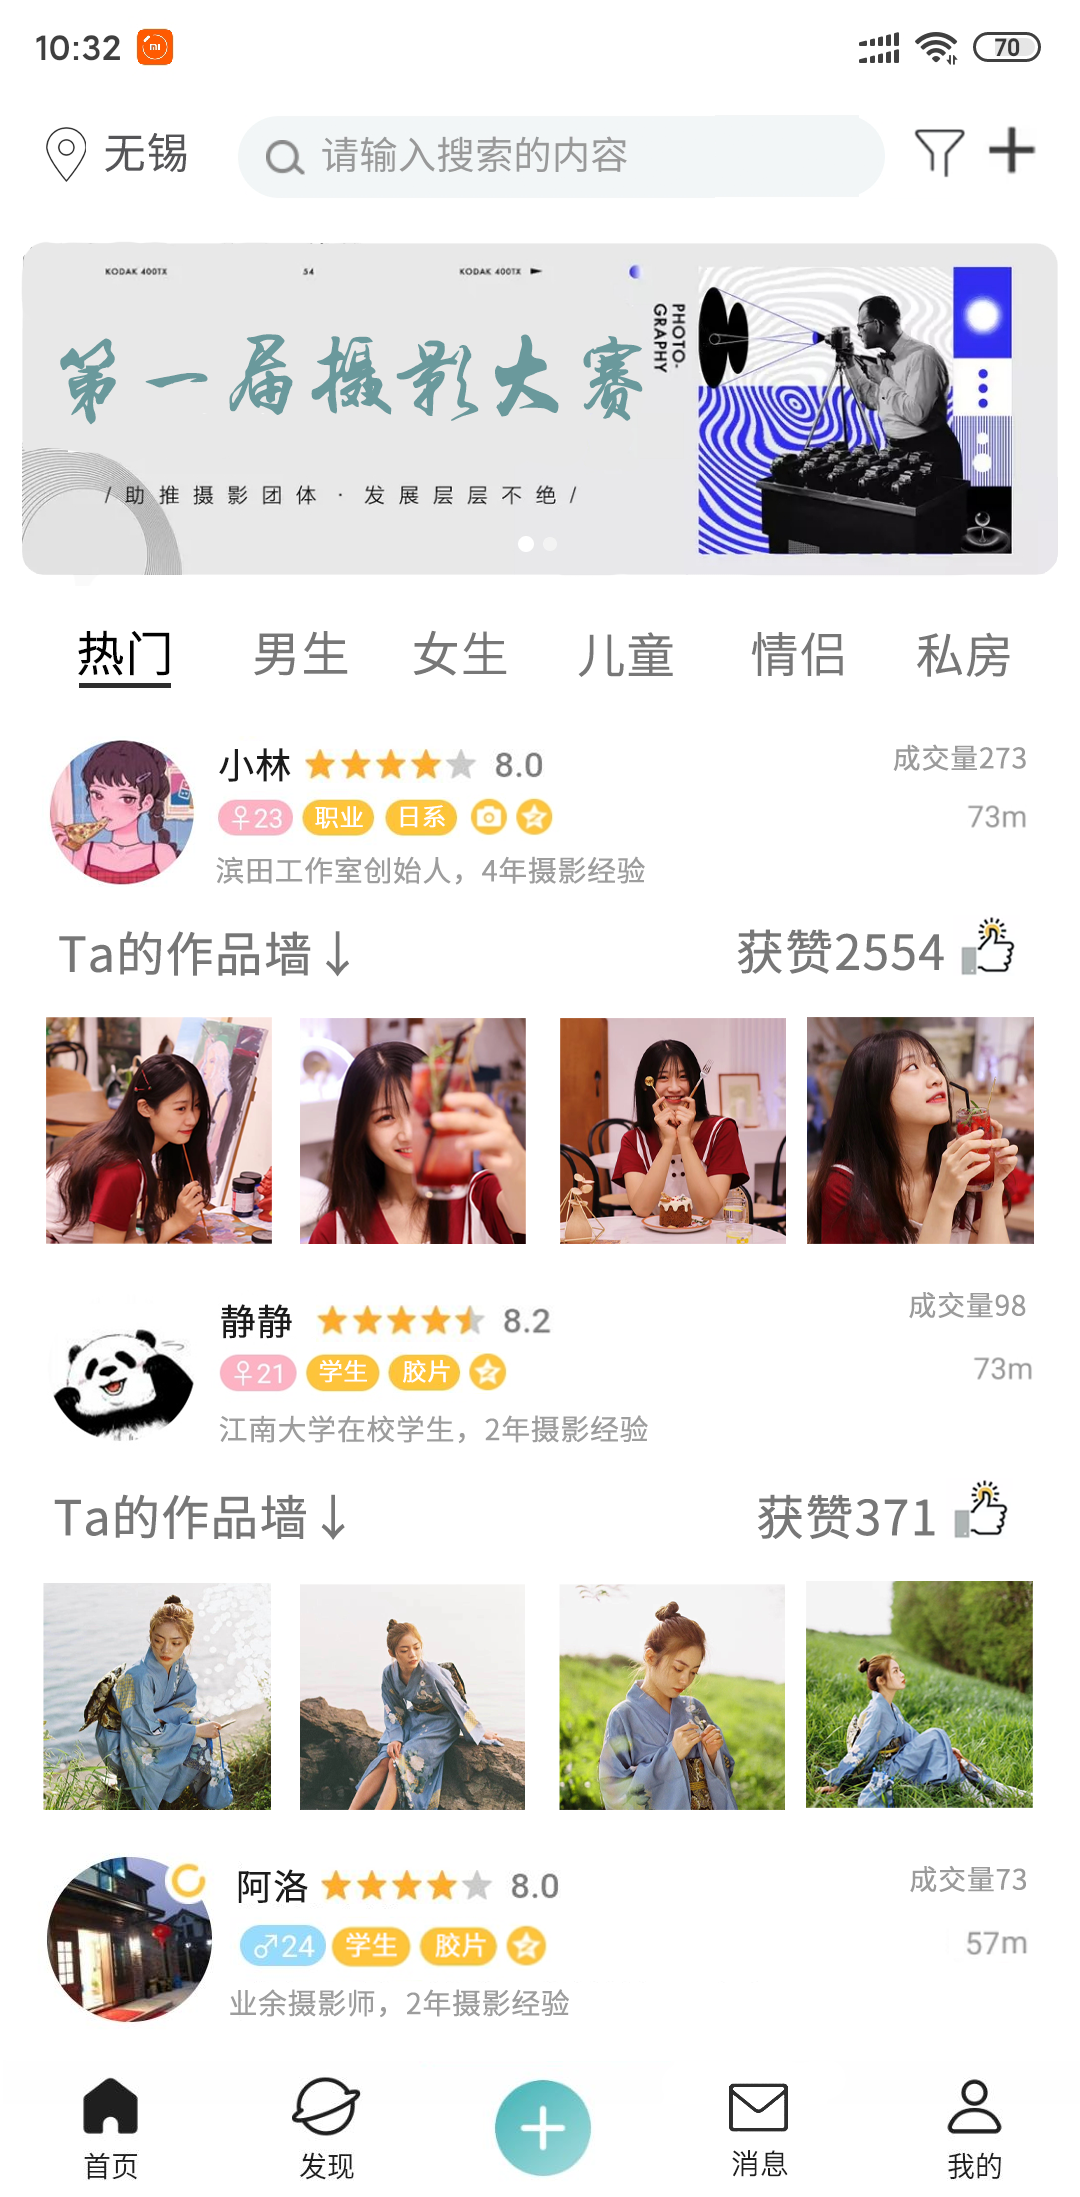 10:32
70
无锡
请输入搜索的内容
KODAK 400TX
54
KODAK 400TX
PHOTO-
GRAPHY
第一届摄影大赛
/ 助推摄影团体 · 发展层层不绝 /
热门 男生 女生 儿童 情侣 私房
小林 8.0
成交量273
♀23 职业 日系
73m
滨田工作室创始人，4年摄影经验
Ta的作品墙↓
获赞2554
静静 8.2
成交量98
♀21 学生 胶片
73m
江南大学在校学生，2年摄影经验
Ta的作品墙↓
获赞371
阿洛 8.0
成交量73
♂24 学生 胶片
57m
业余摄影师，2年摄影经验
首页 发现 消息 我的